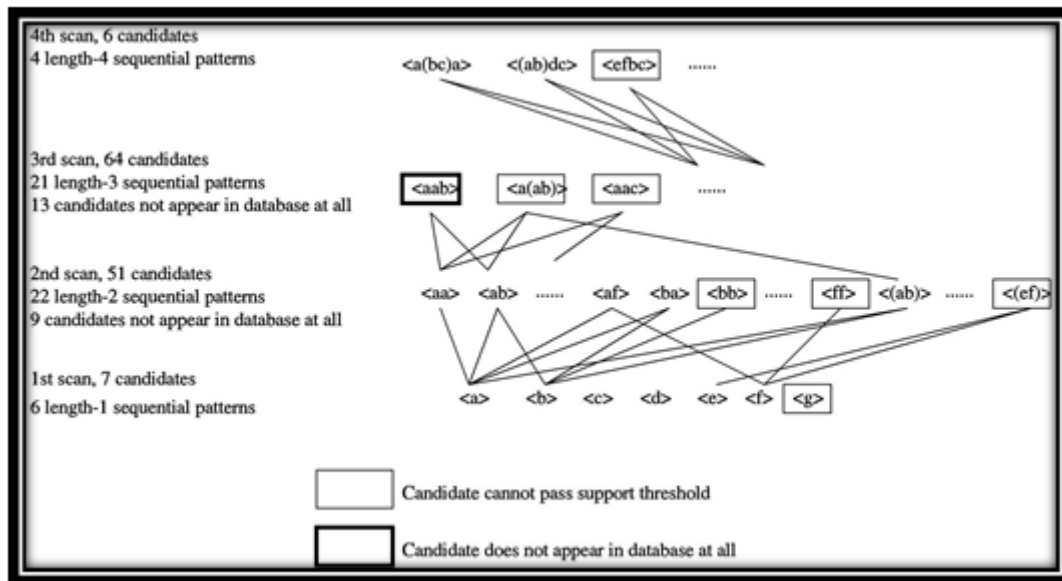 4th scan, 6 candidates
4 length-4 sequential patterns
<a(bc)a> <(ab)dc> <efbc> ......
3rd scan, 64 candidates
21 length-3 sequential patterns
13 candidates not appear in database at all
<aab> <a(ab)> <aac> ......
2nd scan, 51 candidates
22 length-2 sequential patterns
9 candidates not appear in database at all
<aa> <ab> ...... <af> <ba> <bb> ...... <ff> <(ab)> ...... <(ef)>
1st scan, 7 candidates
6 length-1 sequential patterns
<a> <b> <c> <d> <e> <f> <g>
Candidate cannot pass support threshold
Candidate does not appear in database at all